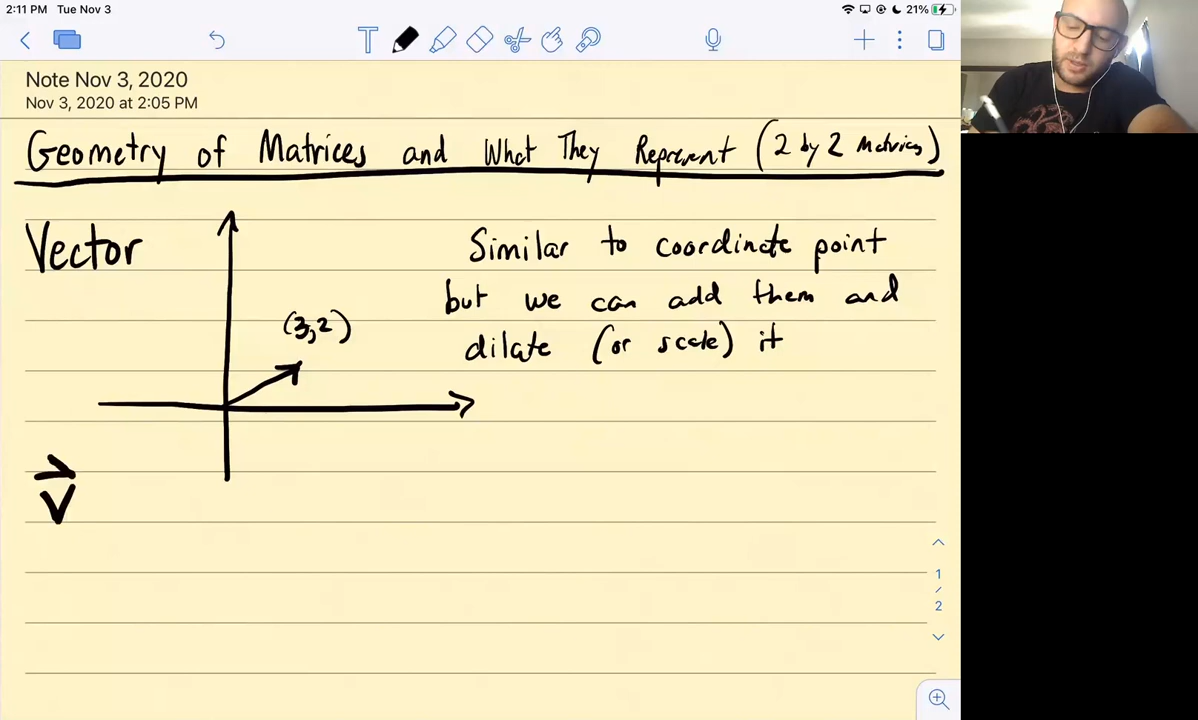 2:11 PM Tue Nov 3
21%
T
Note Nov 3, 2020
Nov 3, 2020 at 2:05 PM
Geometry of Matrices and What They Represent (2 by 2 Matrices)
Vector
Similar to coordinate point
but we can add them and
dilate (or scale) it
(3,2)
V
1
/
2